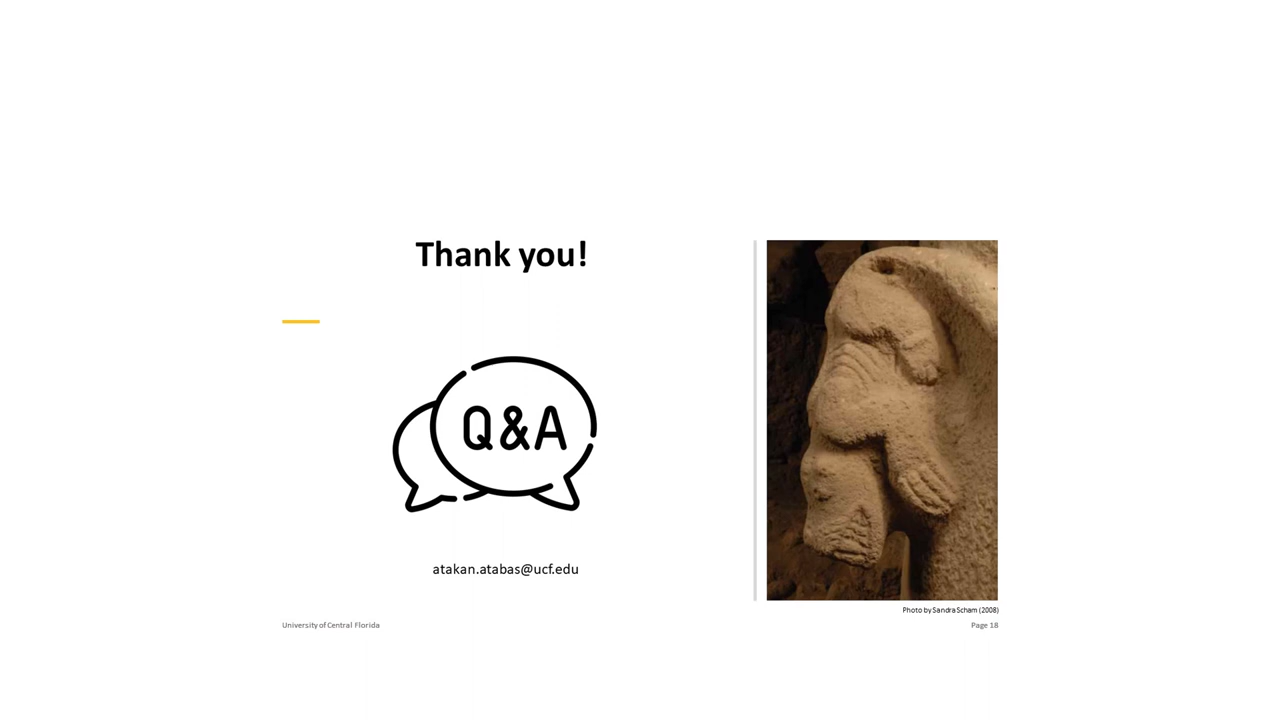 Thank you!
Q&A
atakan.atabas@ucf.edu
Photo by Sandra Scham (2008)
University of Central Florida
Page 18